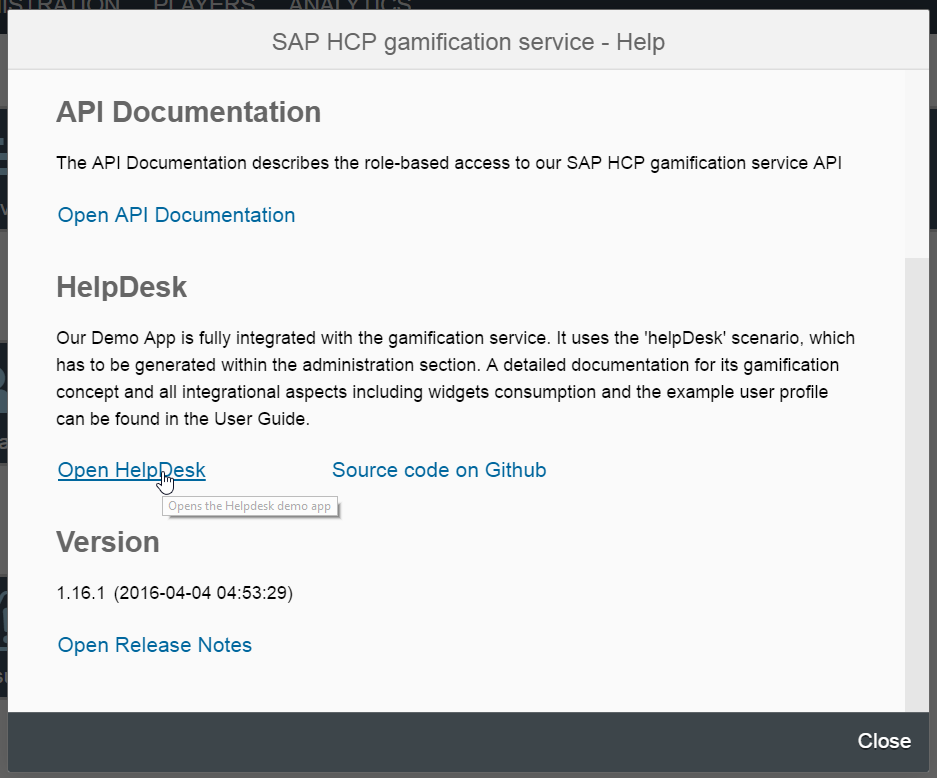 PLAYERS
ANALYTICS
SAP HCP gamification service - Help
API Documentation
The API Documentation describes the role-based access to our SAP HCP gamification service API
Open API Documentation
HelpDesk
Our Demo App is fully integrated with the gamification service. It uses the 'helpDesk' scenario, which
has to be generated within the administration section. A detailed documentation for its gamification
concept and all integrational aspects including widgets consumption and the example user profile
can be found in the User Guide.
Open HelpDesk
Source code on Github
Opens the Helpdesk demo app
Version
1.16.1 (2016-04-04 04:53:29)
Open Release Notes
Close